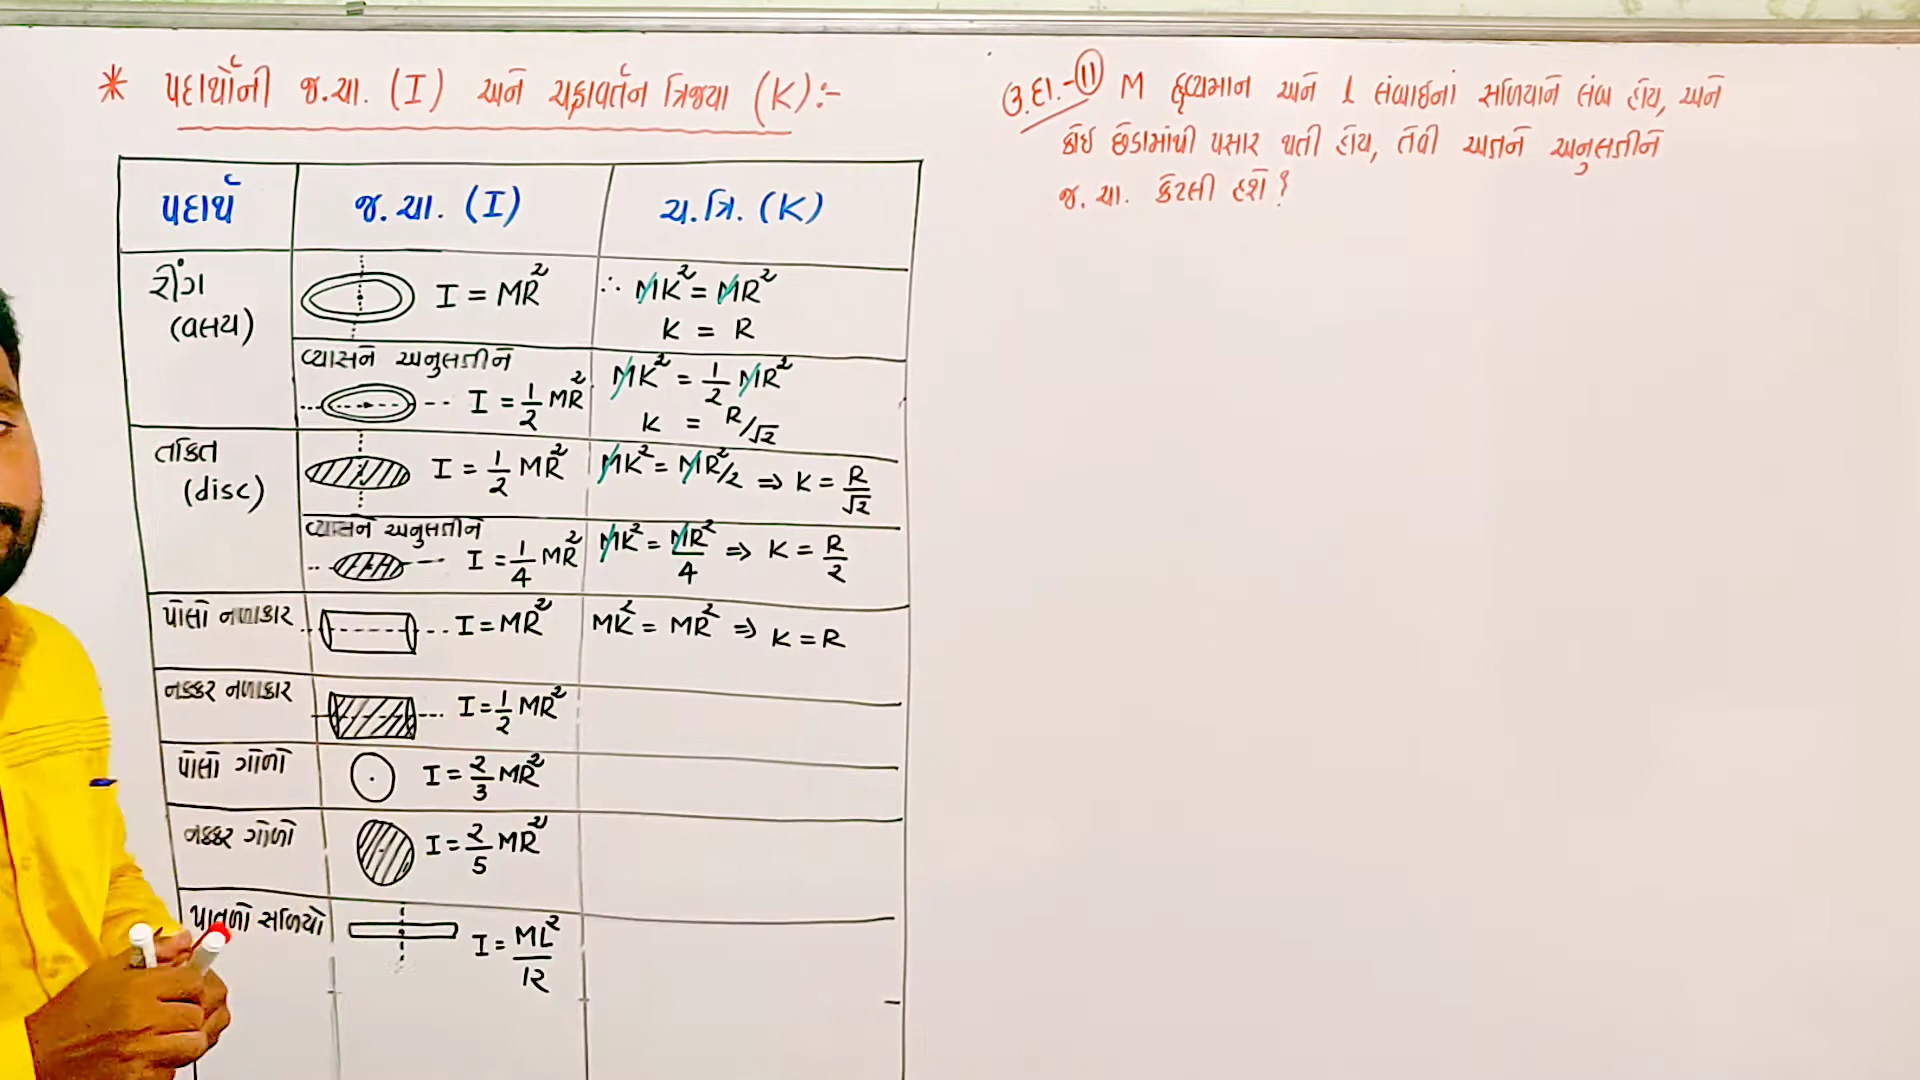 * પદાર્થોની જ.ચા. (I) અને ચક્રાવર્તન ત્રિજ્યા (K):-
પદાર્થ જ.ચા. (I) ચ.ત્રિ. (K)
રીંગ (વલય) I = MR² ∴ MK² = MR²
K = R
વ્યાસને અનુલક્ષીને
I = 1/2 MR² MK² = 1/2 MR²
K = R/√2
તકતિ (disc) I = 1/2 MR² MK² = MR²/2 ⇒ K = R/√2
વ્યાસને અનુલક્ષીને
I = 1/4 MR² MK² = MR²/4 ⇒ K = R/2
પોલો નળાકાર I = MR² MK² = MR² ⇒ K = R
નક્કર નળાકાર I = 1/2 MR²
પોલો ગોળો I = 2/3 MR²
નક્કર ગોળો I = 2/5 MR²
પાતળો સળિયો I = ML²/12
ઉ.દા.-11 M દ્રવ્યમાન અને l લંબાઇનાં સળિયાને લંબ હોય, અને
કોઇ છેડામાંથી પસાર થતી હોય, તેવી અક્ષને અનુલક્ષીને
જ.ચા. કેટલી હશે?